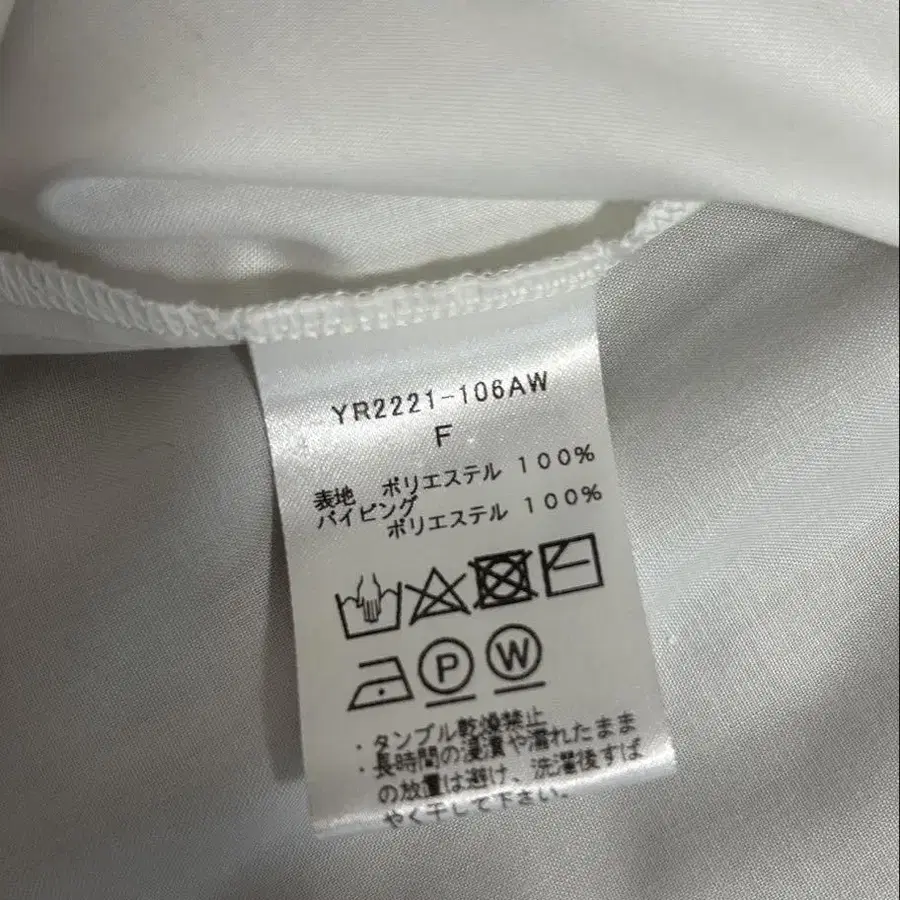 YR2221-106AW
F
表地 ポリエステル 100%
パイピング
ポリエステル 100%
P W
・タンブル乾燥禁止
・長時間の浸漬や濡れたまま
の放置は避け、洗濯後すば
やく干して下さい。